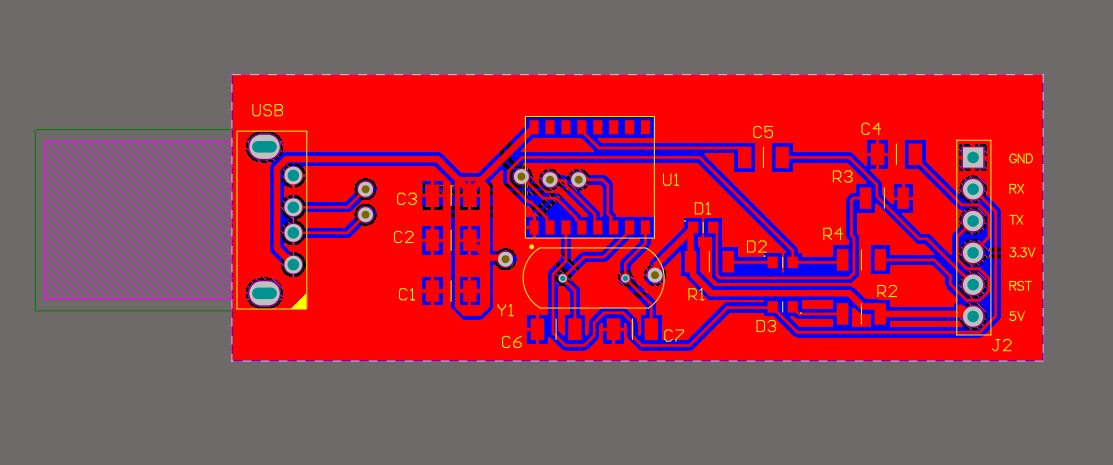 USB
C5
C4
GND
U1
R3
RX
C3
D1
TX
C2
D2
R4
3.3V
C1
R1
R2
RST
Y1
D3
5V
C6
C7
J2